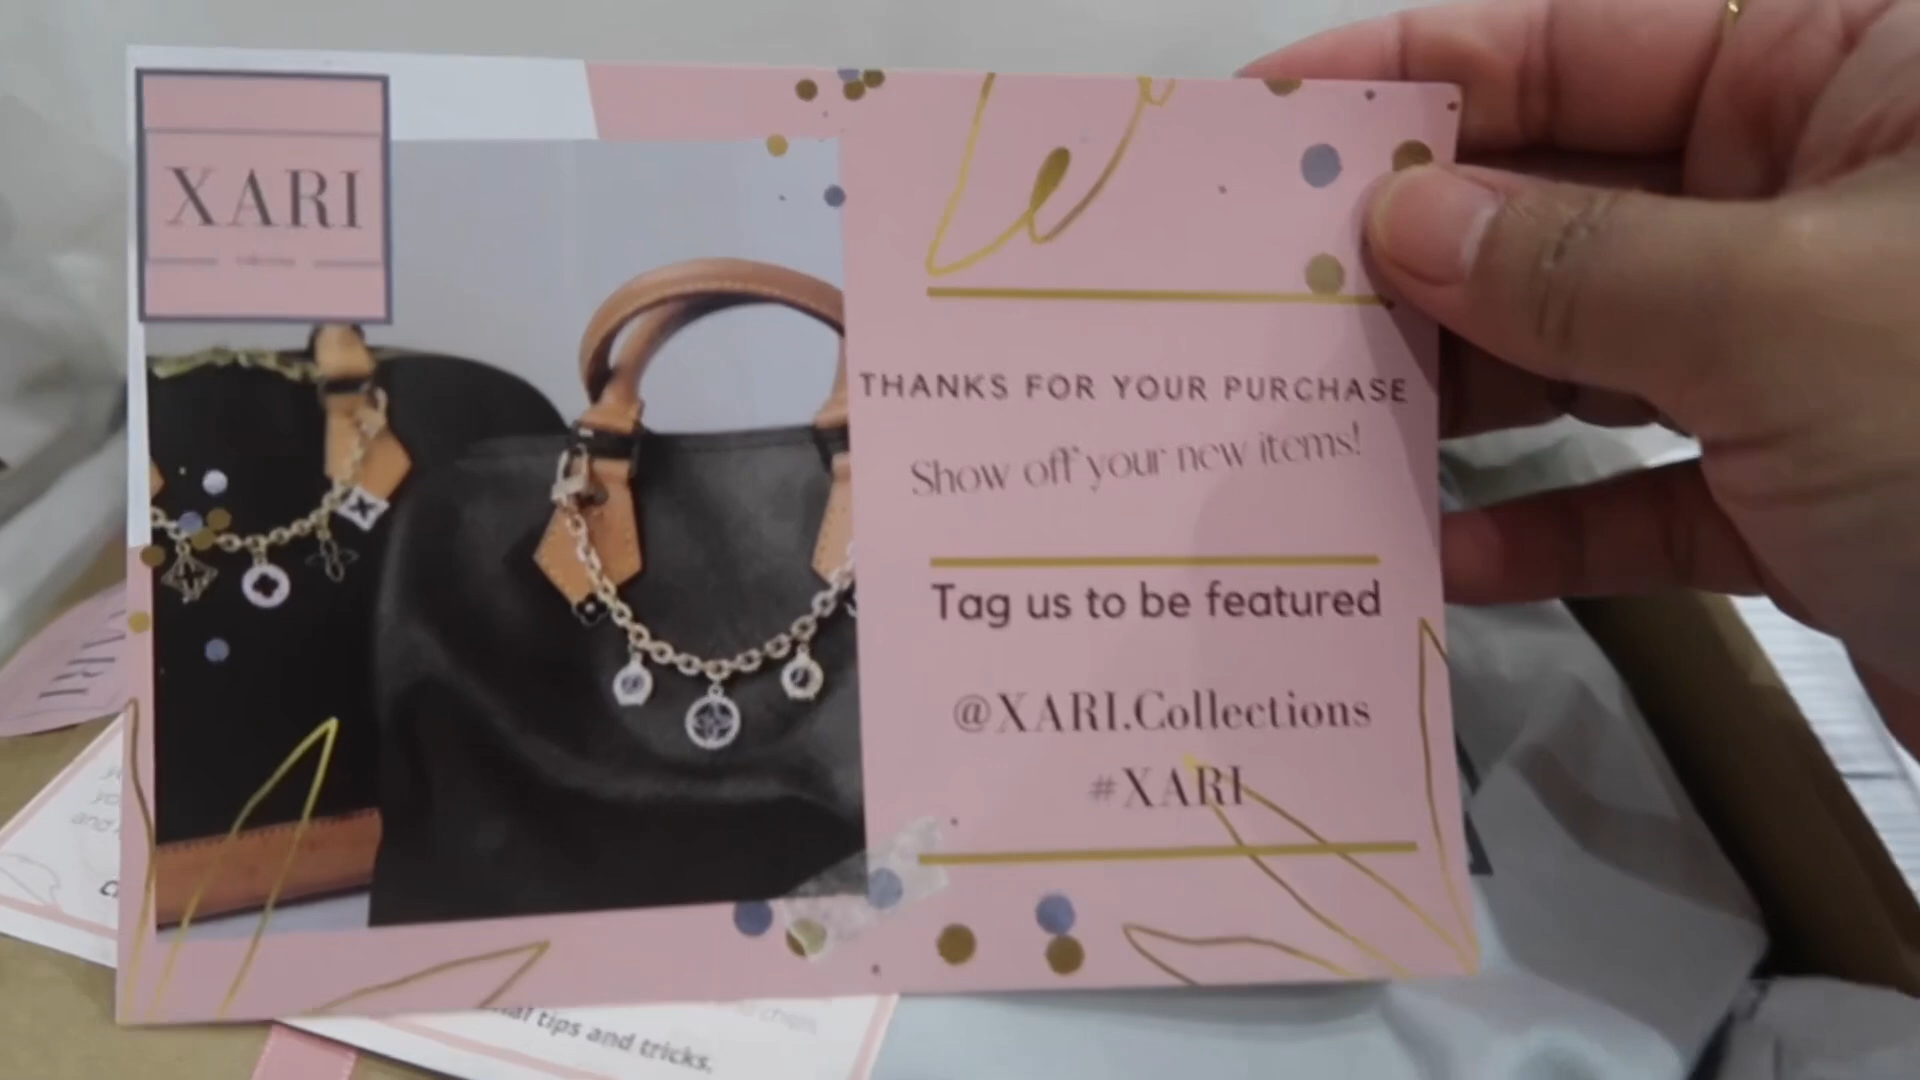 XARI
THANKS FOR YOUR PURCHASE
Show off your new items!
Tag us to be featured
@XARI.Collections
#XARI
XARI
tips and tricks,